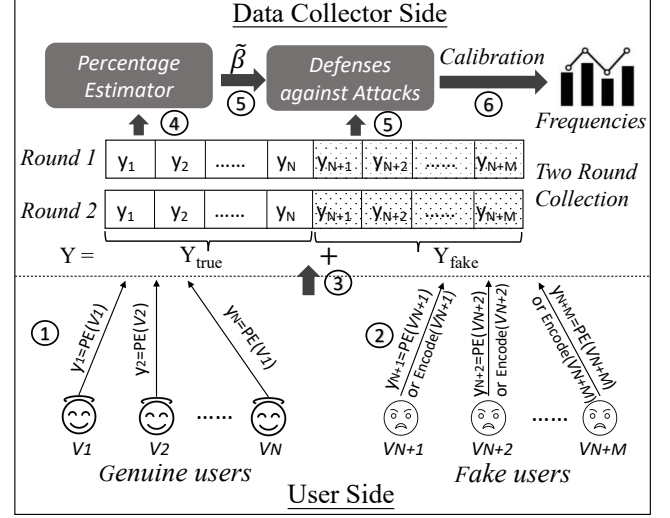 Data Collector Side
Percentage Estimator
β̃
Defenses against Attacks
Calibration
④
⑤
⑤
⑥
Frequencies
Round 1
y1 y2 ...... yN yN+1 yN+2 ...... yN+M
Two Round Collection
Round 2
y1 y2 ...... yN yN+1 yN+2 ...... yN+M
Y = Ytrue + Yfake
③
①
y1=PE(V1)
y2=PE(V2)
yN=PE(V1)
②
yN+1=PE(VN+1) or Encode(VN+1)
yN+2=PE(VN+2) or Encode(VN+2)
yN+M=PE(VN+M) or Encode(VN+M)
......
......
V1 V2 VN VN+1 VN+2 VN+M
Genuine users
Fake users
User Side